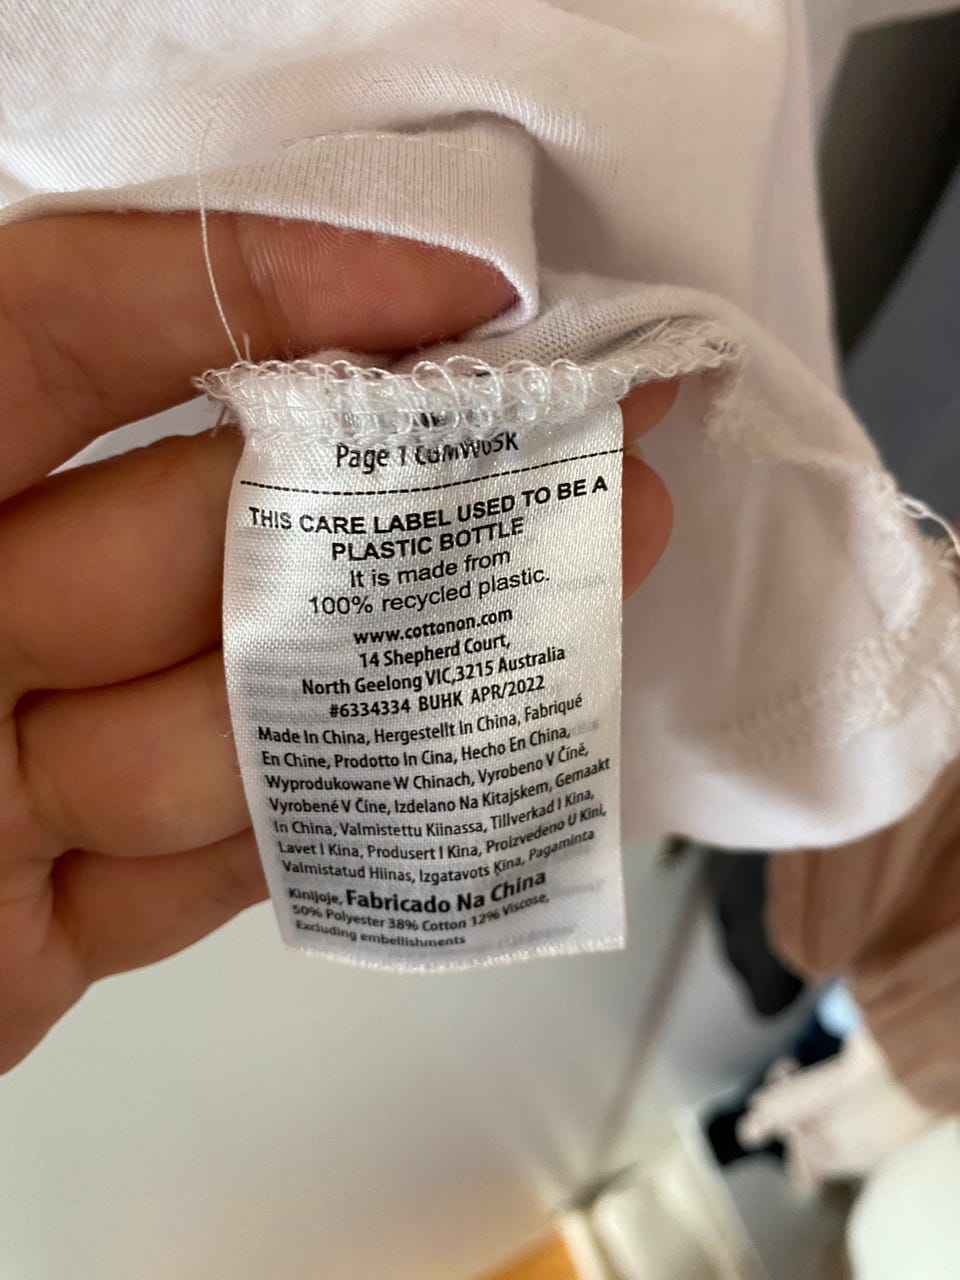 Page 1
THIS CARE LABEL USED TO BE A
PLASTIC BOTTLE
It is made from
100% recycled plastic.
www.cottonon.com
14 Shepherd Court,
North Geelong VIC,3215 Australia
#6334334 BUHK APR/2022
Made In China, Hergestellt In China, Fabriqué
En Chine, Prodotto In Cina, Hecho En China,
Wyprodukowane W Chinach, Vyrobeno V Číně,
Vyrobené V Číne, Izdelano Na Kitajskem, Gemaakt
In China, Valmistettu Kiinassa, Tillverkad I Kina,
Lavet I Kina, Produsert I Kina, Proizvedeno U Kini,
Valmistatud Hiinas, Izgatavots Ķīna, Pagaminta
Kinijoje, Fabricado Na China
50% Polyester 38% Cotton 12% Viscose,
Excluding embellishments